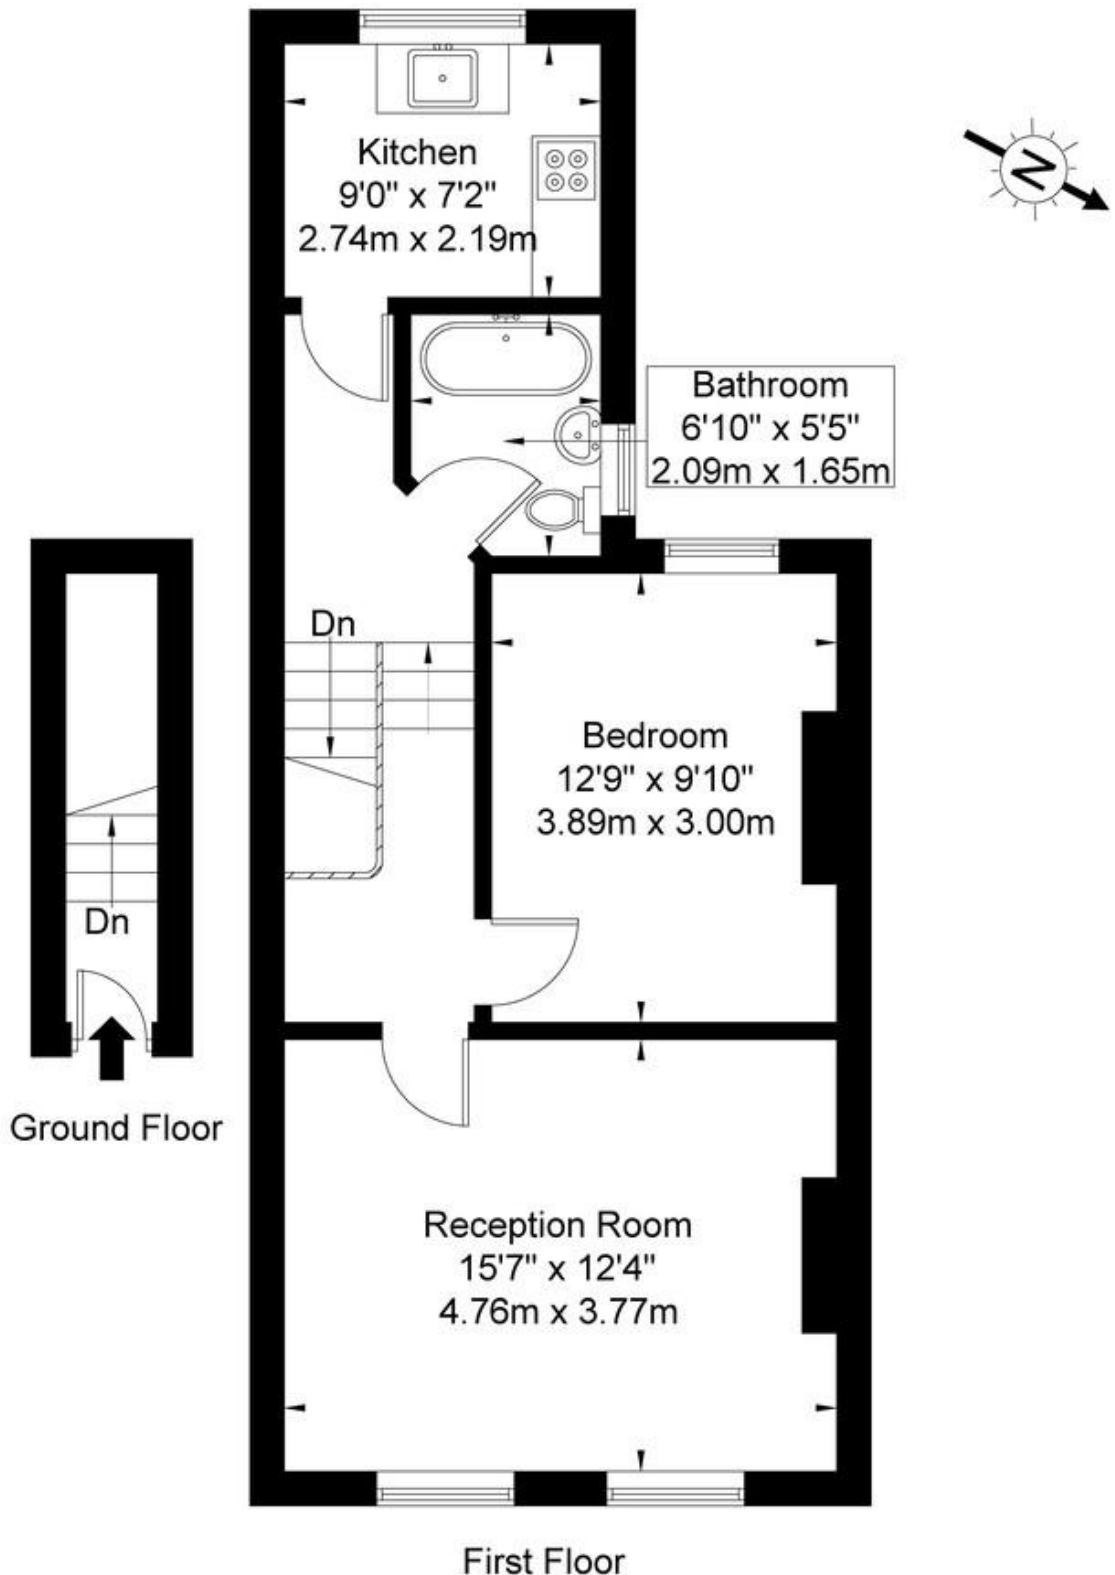 Kitchen
9'0" x 7'2"
2.74m x 2.19m
N
Bathroom
6'10" x 5'5"
2.09m x 1.65m
Dn
Bedroom
12'9" x 9'10"
3.89m x 3.00m
Dn
Ground Floor
Reception Room
15'7" x 12'4"
4.76m x 3.77m
First Floor